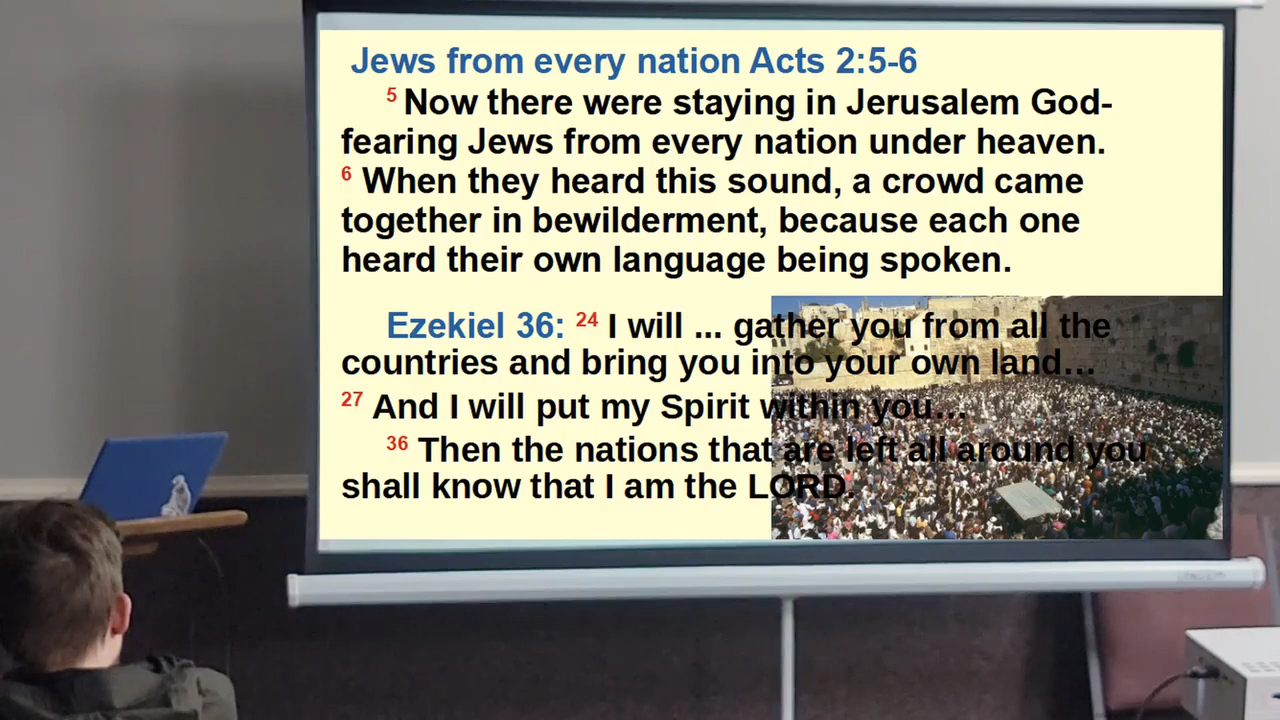 Jews from every nation Acts 2:5-6
5 Now there were staying in Jerusalem God-
fearing Jews from every nation under heaven.
6 When they heard this sound, a crowd came
together in bewilderment, because each one
heard their own language being spoken.
Ezekiel 36: 24 I will ... gather you from all the
countries and bring you into your own land…
27 And I will put my Spirit within you…
36 Then the nations that are left all around you
shall know that I am the LORD.